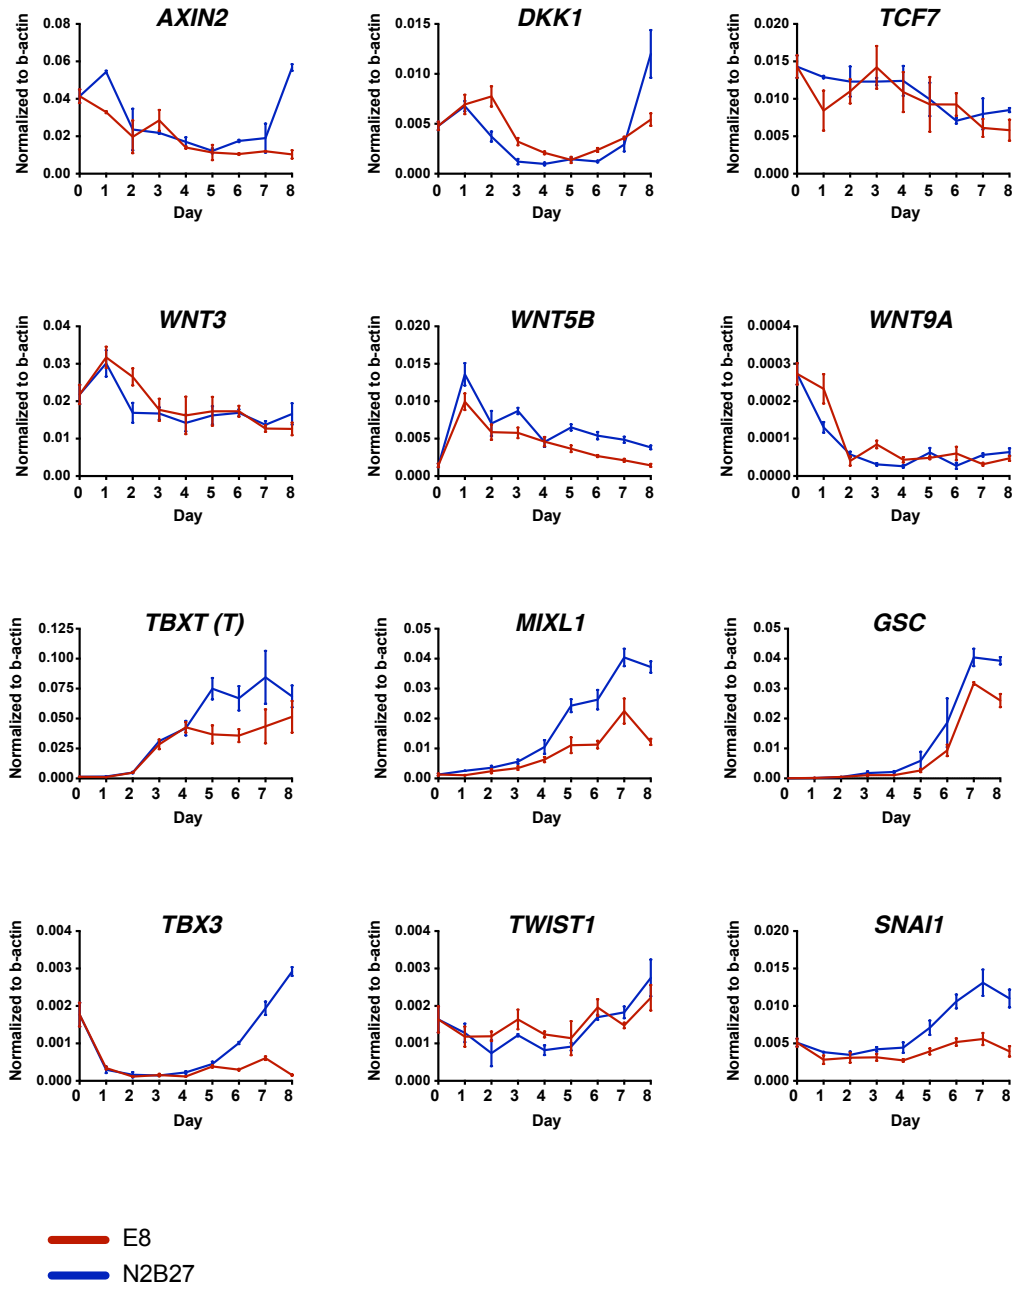 AXIN2
Normalized to b-actin
0.08
0.06
0.04
0.02
0.00
0 1 2 3 4 5 6 7 8
Day
DKK1
Normalized to b-actin
0.015
0.010
0.005
0.000
0 1 2 3 4 5 6 7 8
Day
TCF7
Normalized to b-actin
0.020
0.015
0.010
0.005
0.000
0 1 2 3 4 5 6 7 8
Day
WNT3
Normalized to b-actin
0.04
0.03
0.02
0.01
0.00
0 1 2 3 4 5 6 7 8
Day
WNT5B
Normalized to b-actin
0.020
0.015
0.010
0.005
0.000
0 1 2 3 4 5 6 7 8
Day
WNT9A
Normalized to b-actin
0.0004
0.0003
0.0002
0.0001
0.0000
0 1 2 3 4 5 6 7 8
Day
TBXT (T)
Normalized to b-actin
0.125
0.100
0.075
0.050
0.025
0.000
0 1 2 3 4 5 6 7 8
Day
MIXL1
Normalized to b-actin
0.05
0.04
0.03
0.02
0.01
0.00
0 1 2 3 4 5 6 7 8
Day
GSC
Normalized to b-actin
0.05
0.04
0.03
0.02
0.01
0.00
0 1 2 3 4 5 6 7 8
Day
TBX3
Normalized to b-actin
0.004
0.003
0.002
0.001
0.000
0 1 2 3 4 5 6 7 8
Day
TWIST1
Normalized to b-actin
0.004
0.003
0.002
0.001
0.000
0 1 2 3 4 5 6 7 8
Day
SNAI1
Normalized to b-actin
0.020
0.015
0.010
0.005
0.000
0 1 2 3 4 5 6 7 8
Day
E8
N2B27